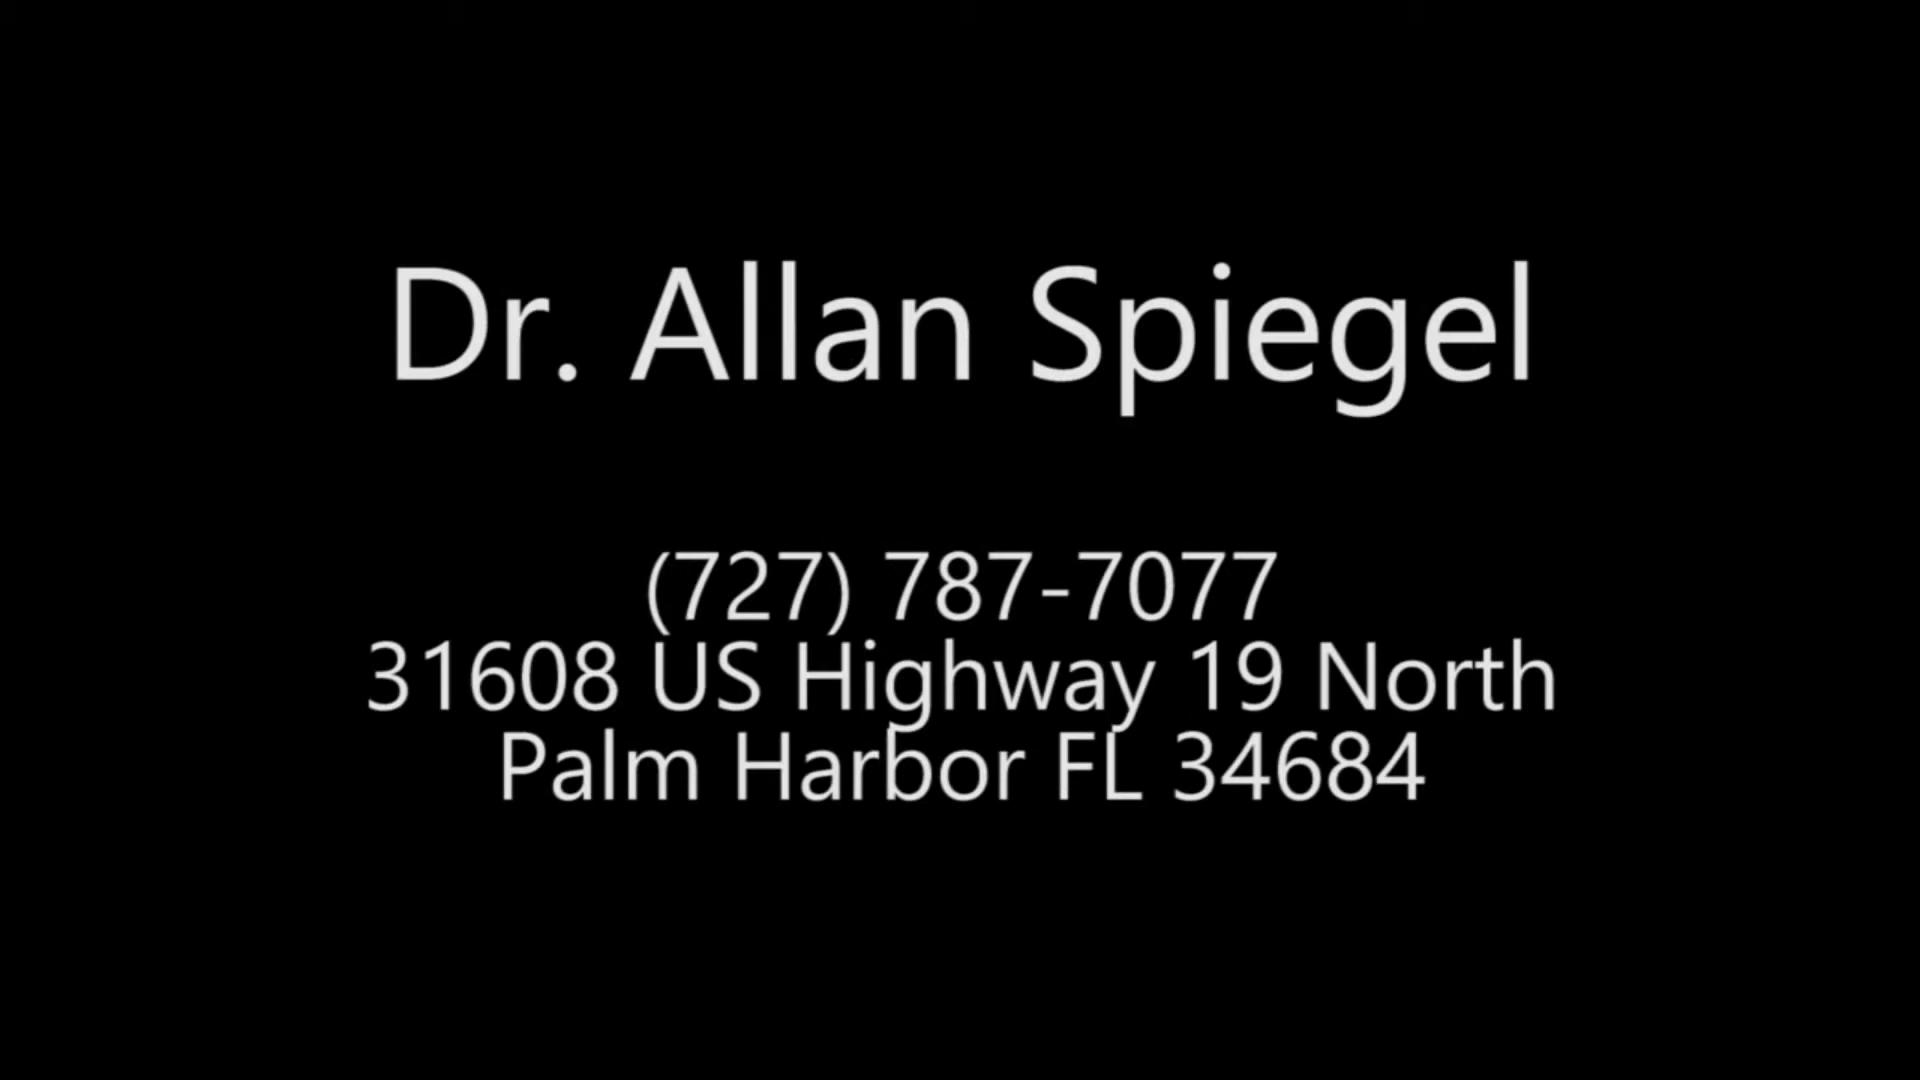 Dr. Allan Spiegel
(727) 787-7077
31608 US Highway 19 North
Palm Harbor FL 34684